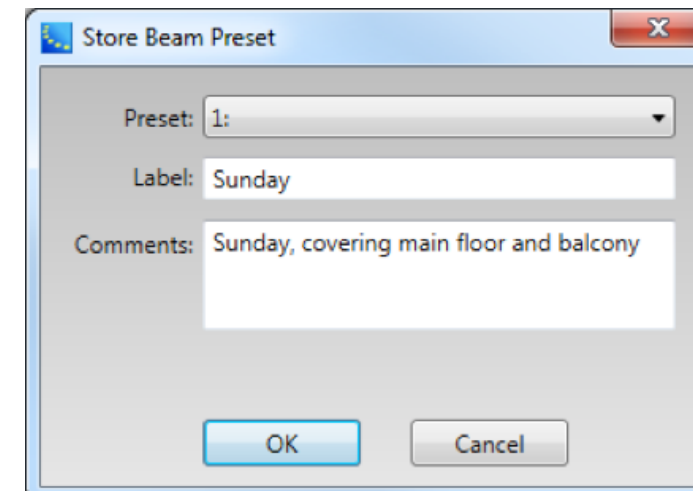 Store Beam Preset
Preset: 1:
Label: Sunday
Comments: Sunday, covering main floor and balcony
OK Cancel